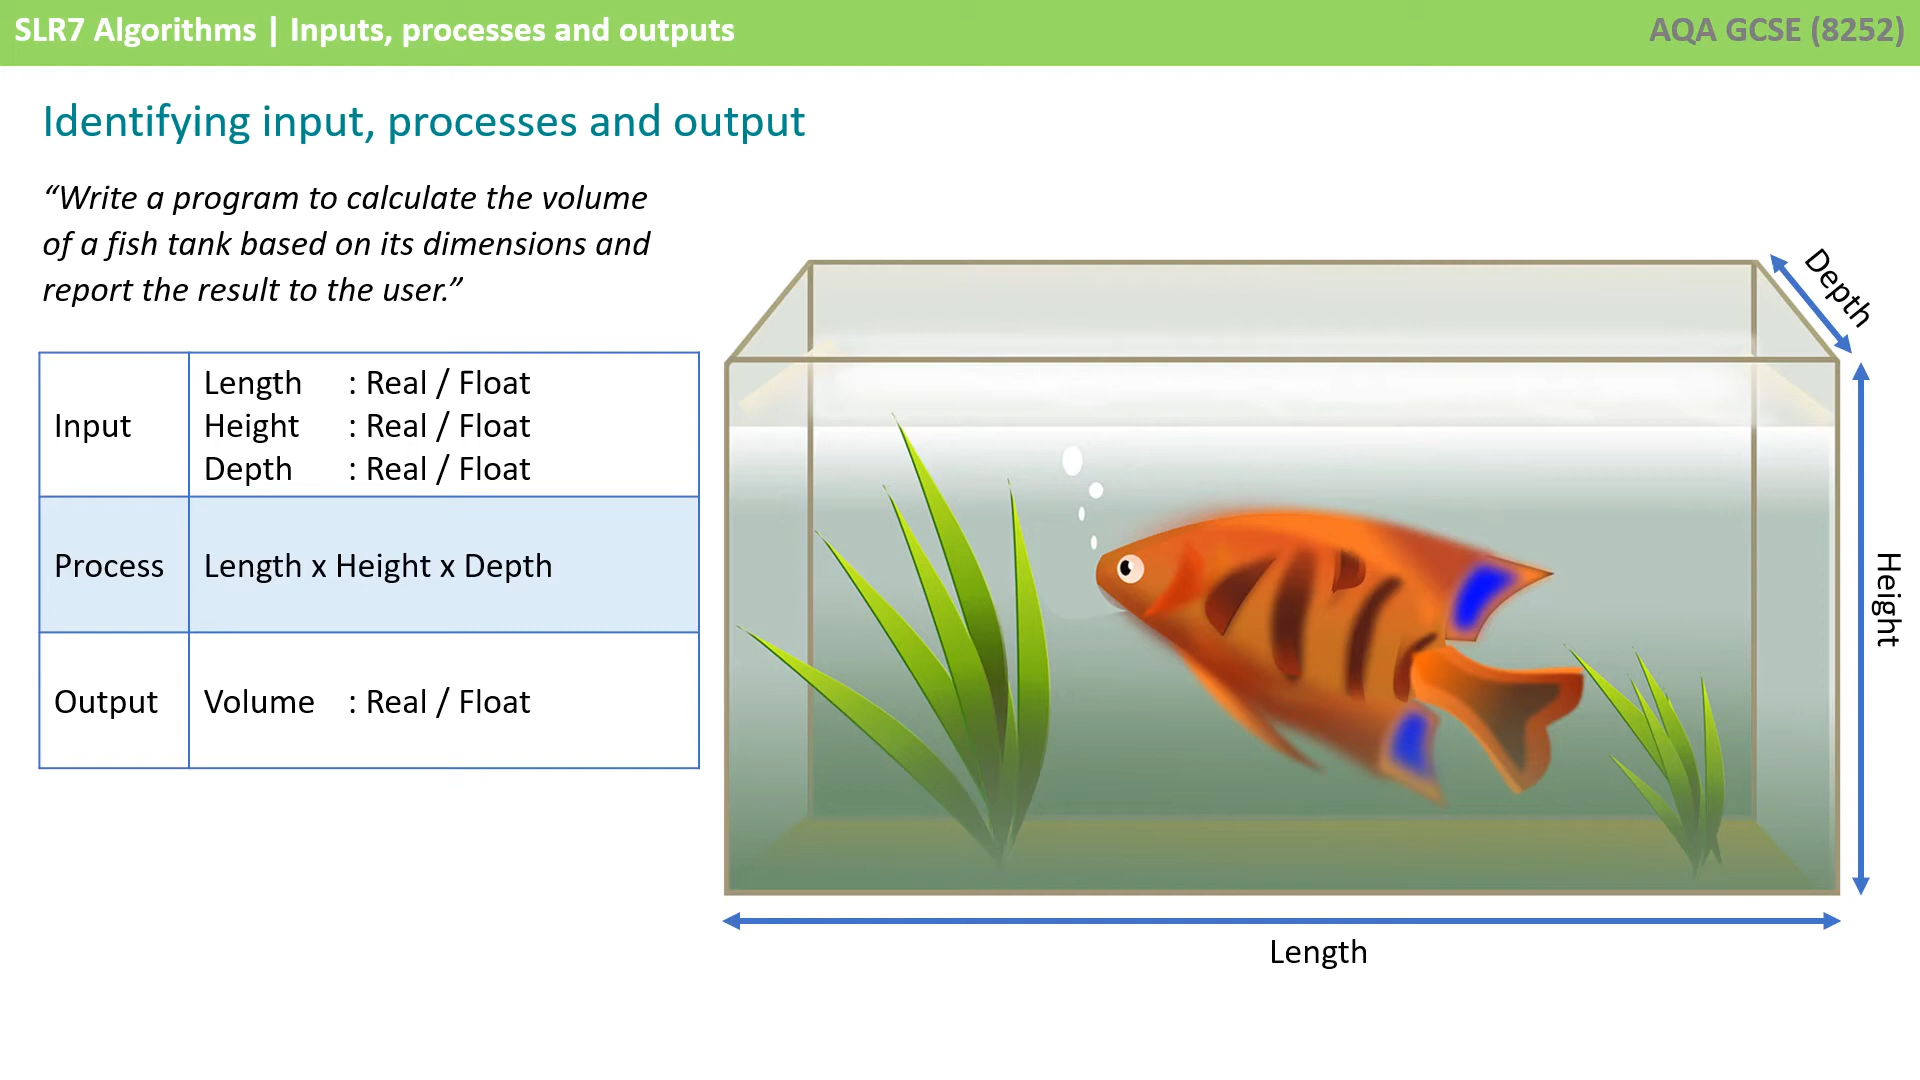 SLR7 Algorithms | Inputs, processes and outputs
AQA GCSE (8252)
Identifying input, processes and output
“Write a program to calculate the volume
of a fish tank based on its dimensions and
report the result to the user.”
Input
Length : Real / Float
Height : Real / Float
Depth : Real / Float
Process
Length x Height x Depth
Output
Volume : Real / Float
Depth
Height
Length